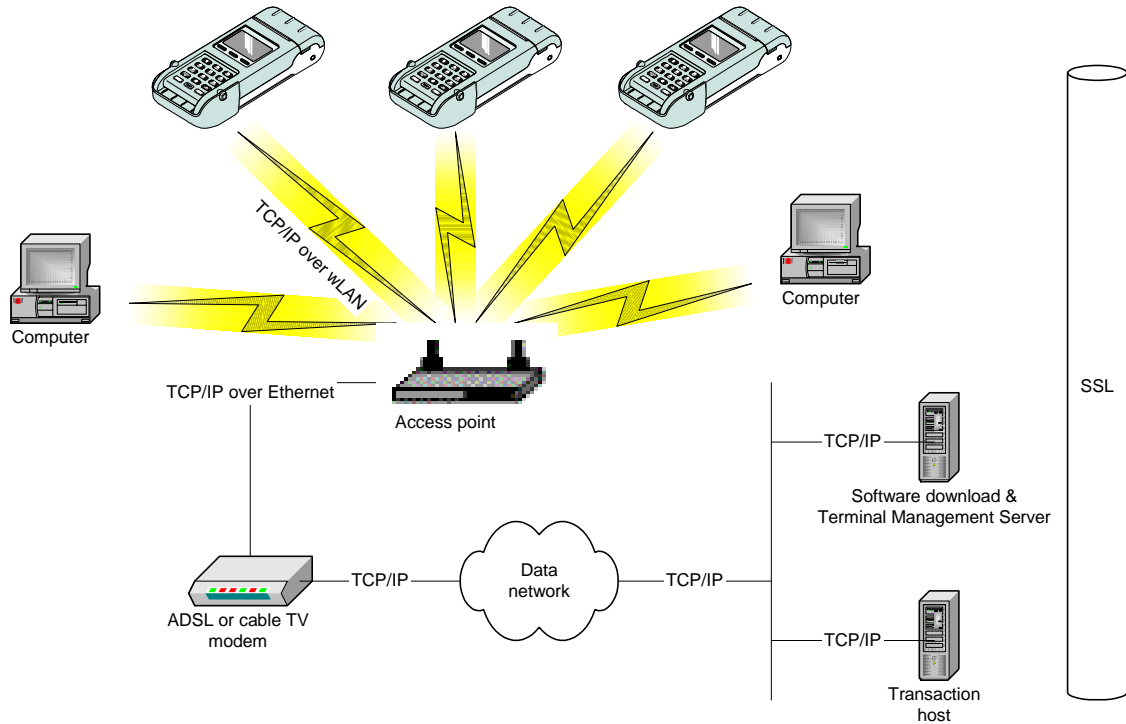 TCP/IP over wLAN
Computer
Computer
TCP/IP over Ethernet
Access point
SSL
TCP/IP
Software download &
Terminal Management Server
ADSL or cable TV
modem
TCP/IP
Data
network
TCP/IP
TCP/IP
Transaction
host